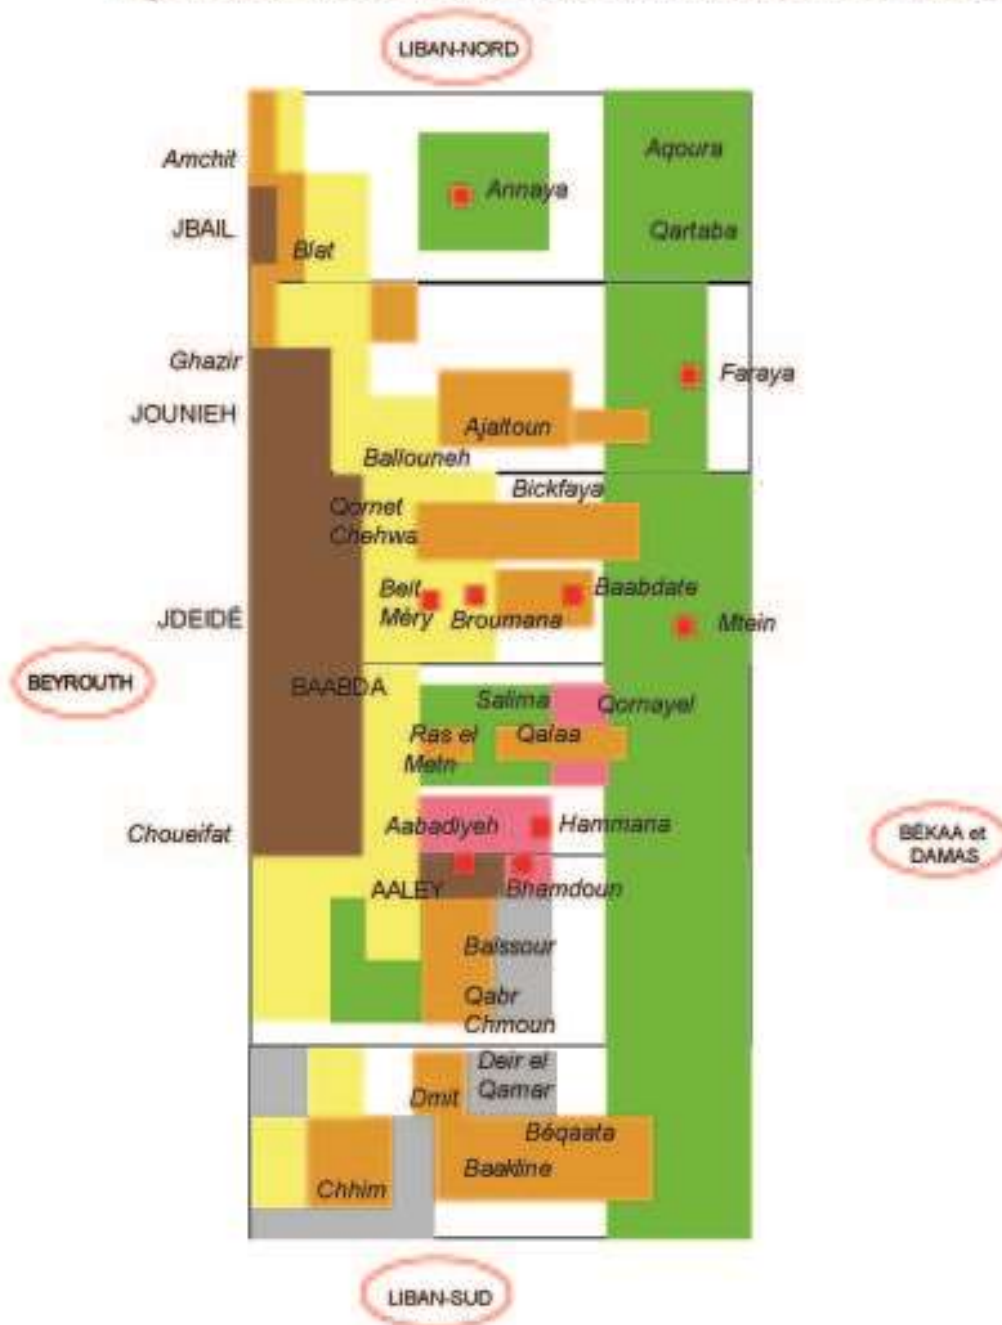 LIBAN-NORD
Amchit
Aqoura
Annaya
JBAIL
Qartaba
Blat
Ghazir
Faraya
JOUNIEH
Ajaltoun
Ballouneh
Bickfaya
Qornet
Chehwa
Beit
Méry
Broumana
Baabdate
JDEIDÉ
Mtein
BEYROUTH
BAABDA
Salima
Qornayel
Ras el
Metn
Qalaa
Choueifat
Aabadiyeh
Hammana
BÉKAA et
DAMAS
AALEY
Bhamdoun
Baïssour
Qabr
Chmoun
Deir el
Qamar
Dmit
Béqaata
Baakline
Chhim
LIBAN-SUD